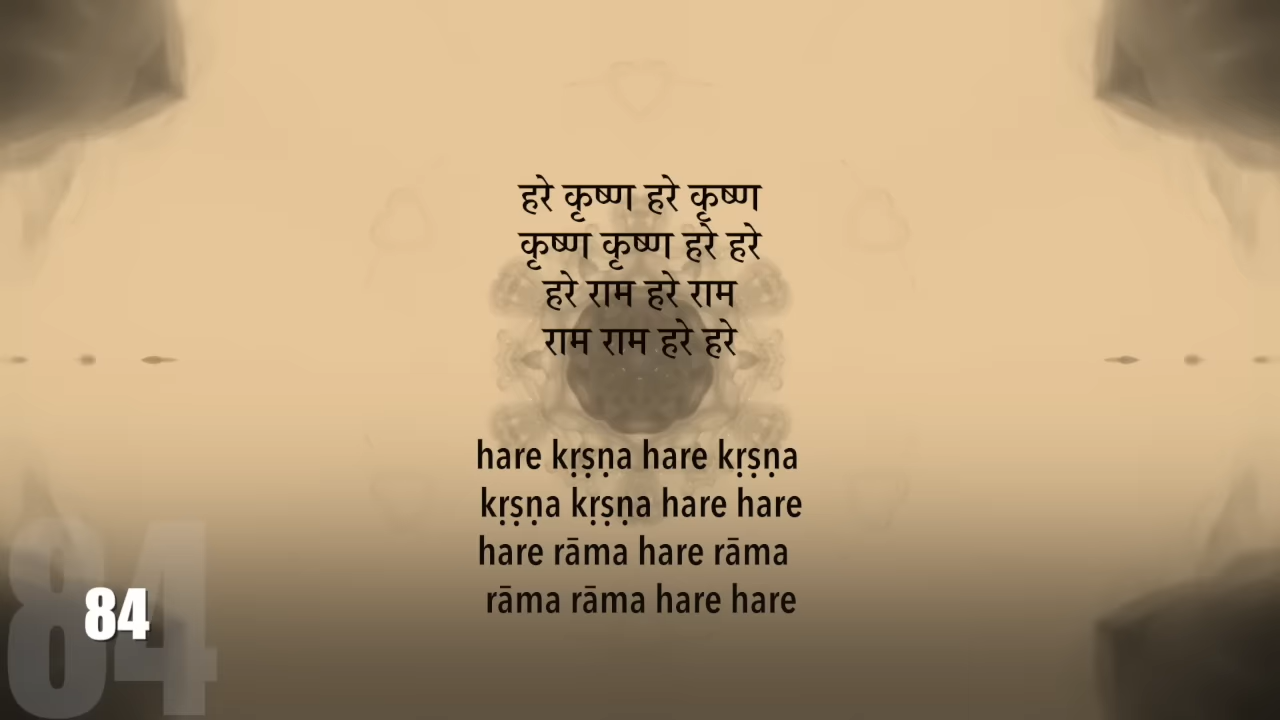 हरे कृष्ण हरे कृष्ण
कृष्ण कृष्ण हरे हरे
हरे राम हरे राम
राम राम हरे हरे
hare kṛṣṇa hare kṛṣṇa
kṛṣṇa kṛṣṇa hare hare
hare rāma hare rāma
rāma rāma hare hare
84
84